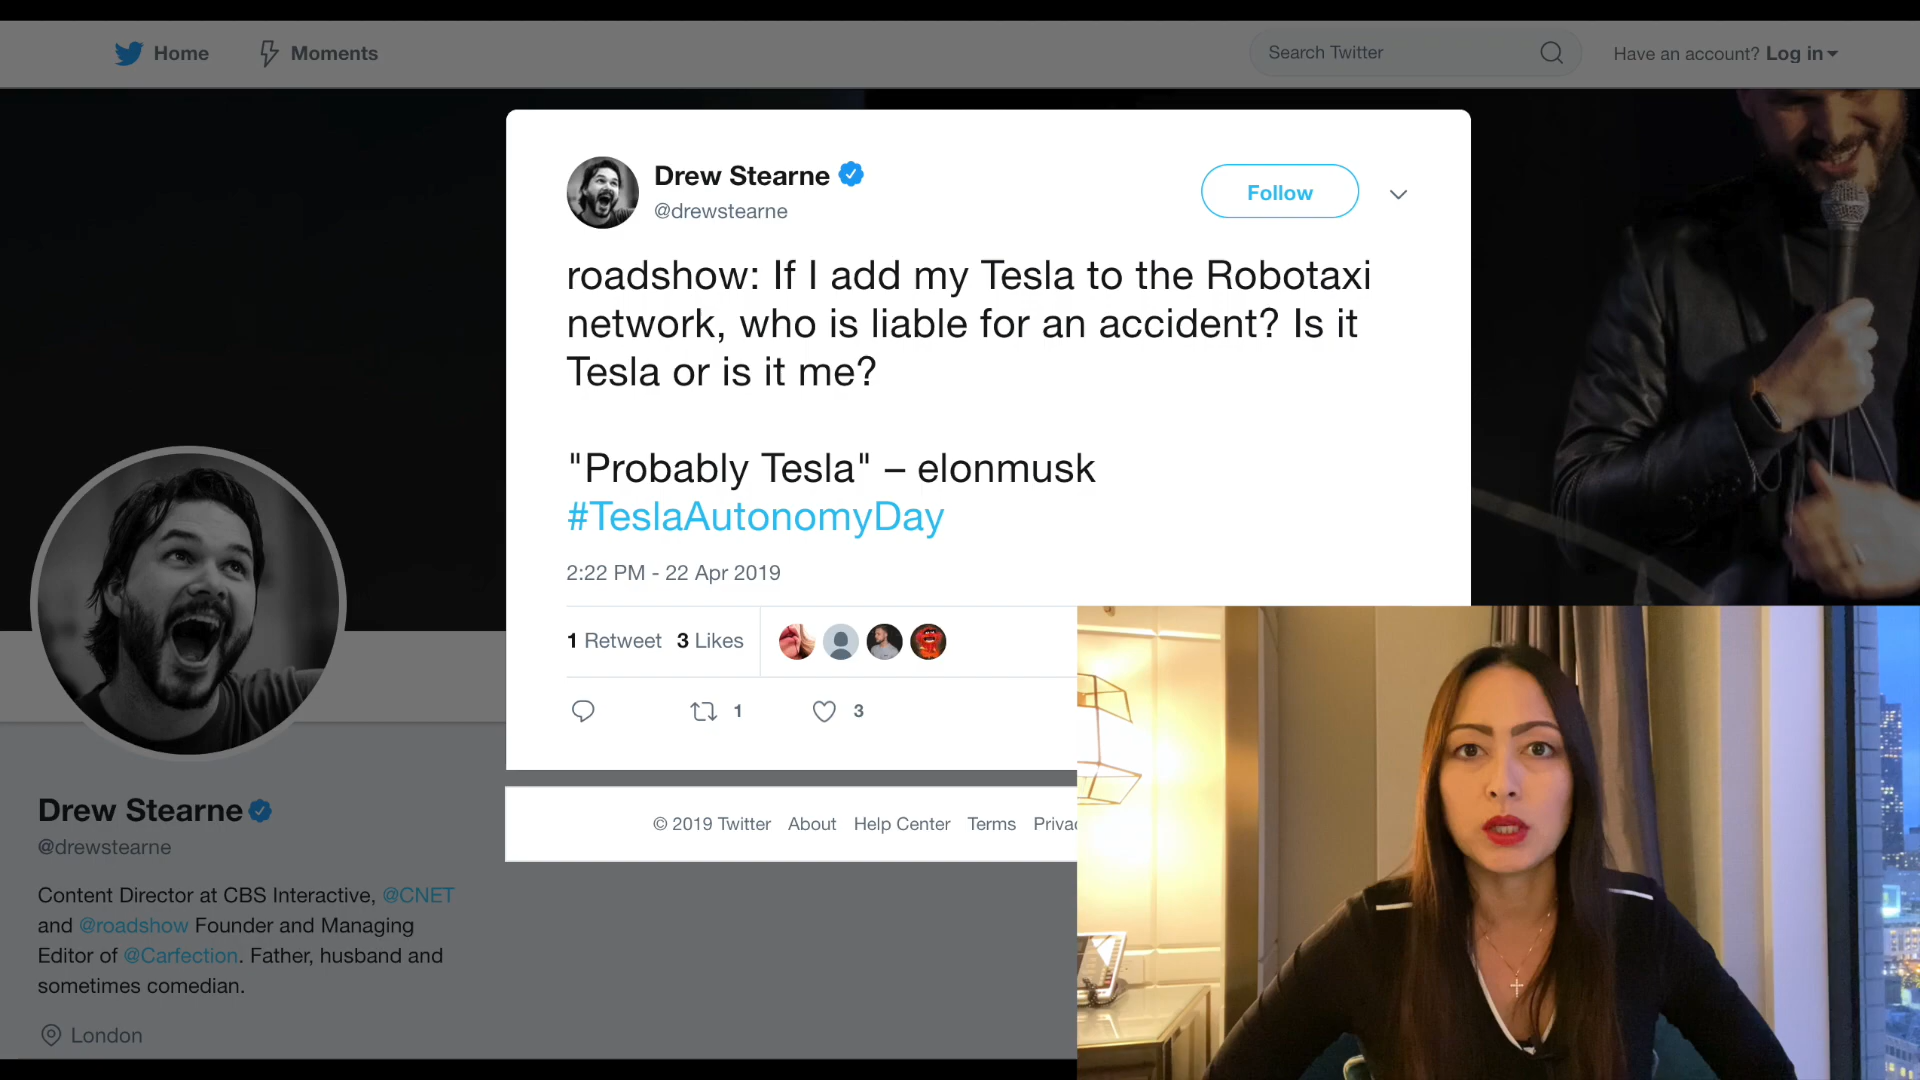 Home
Moments
Search Twitter
Have an account? Log in
Drew Stearne
@drewstearne
Follow
roadshow: If I add my Tesla to the Robotaxi
network, who is liable for an accident? Is it
Tesla or is it me?
"Probably Tesla" – elonmusk
#TeslaAutonomyDay
2:22 PM - 22 Apr 2019
1 Retweet 3 Likes
1
3
© 2019 Twitter About Help Center Terms
Drew Stearne
@drewstearne
Content Director at CBS Interactive, @CNET
and @roadshow Founder and Managing
Editor of @Carfection. Father, husband and
sometimes comedian.
London